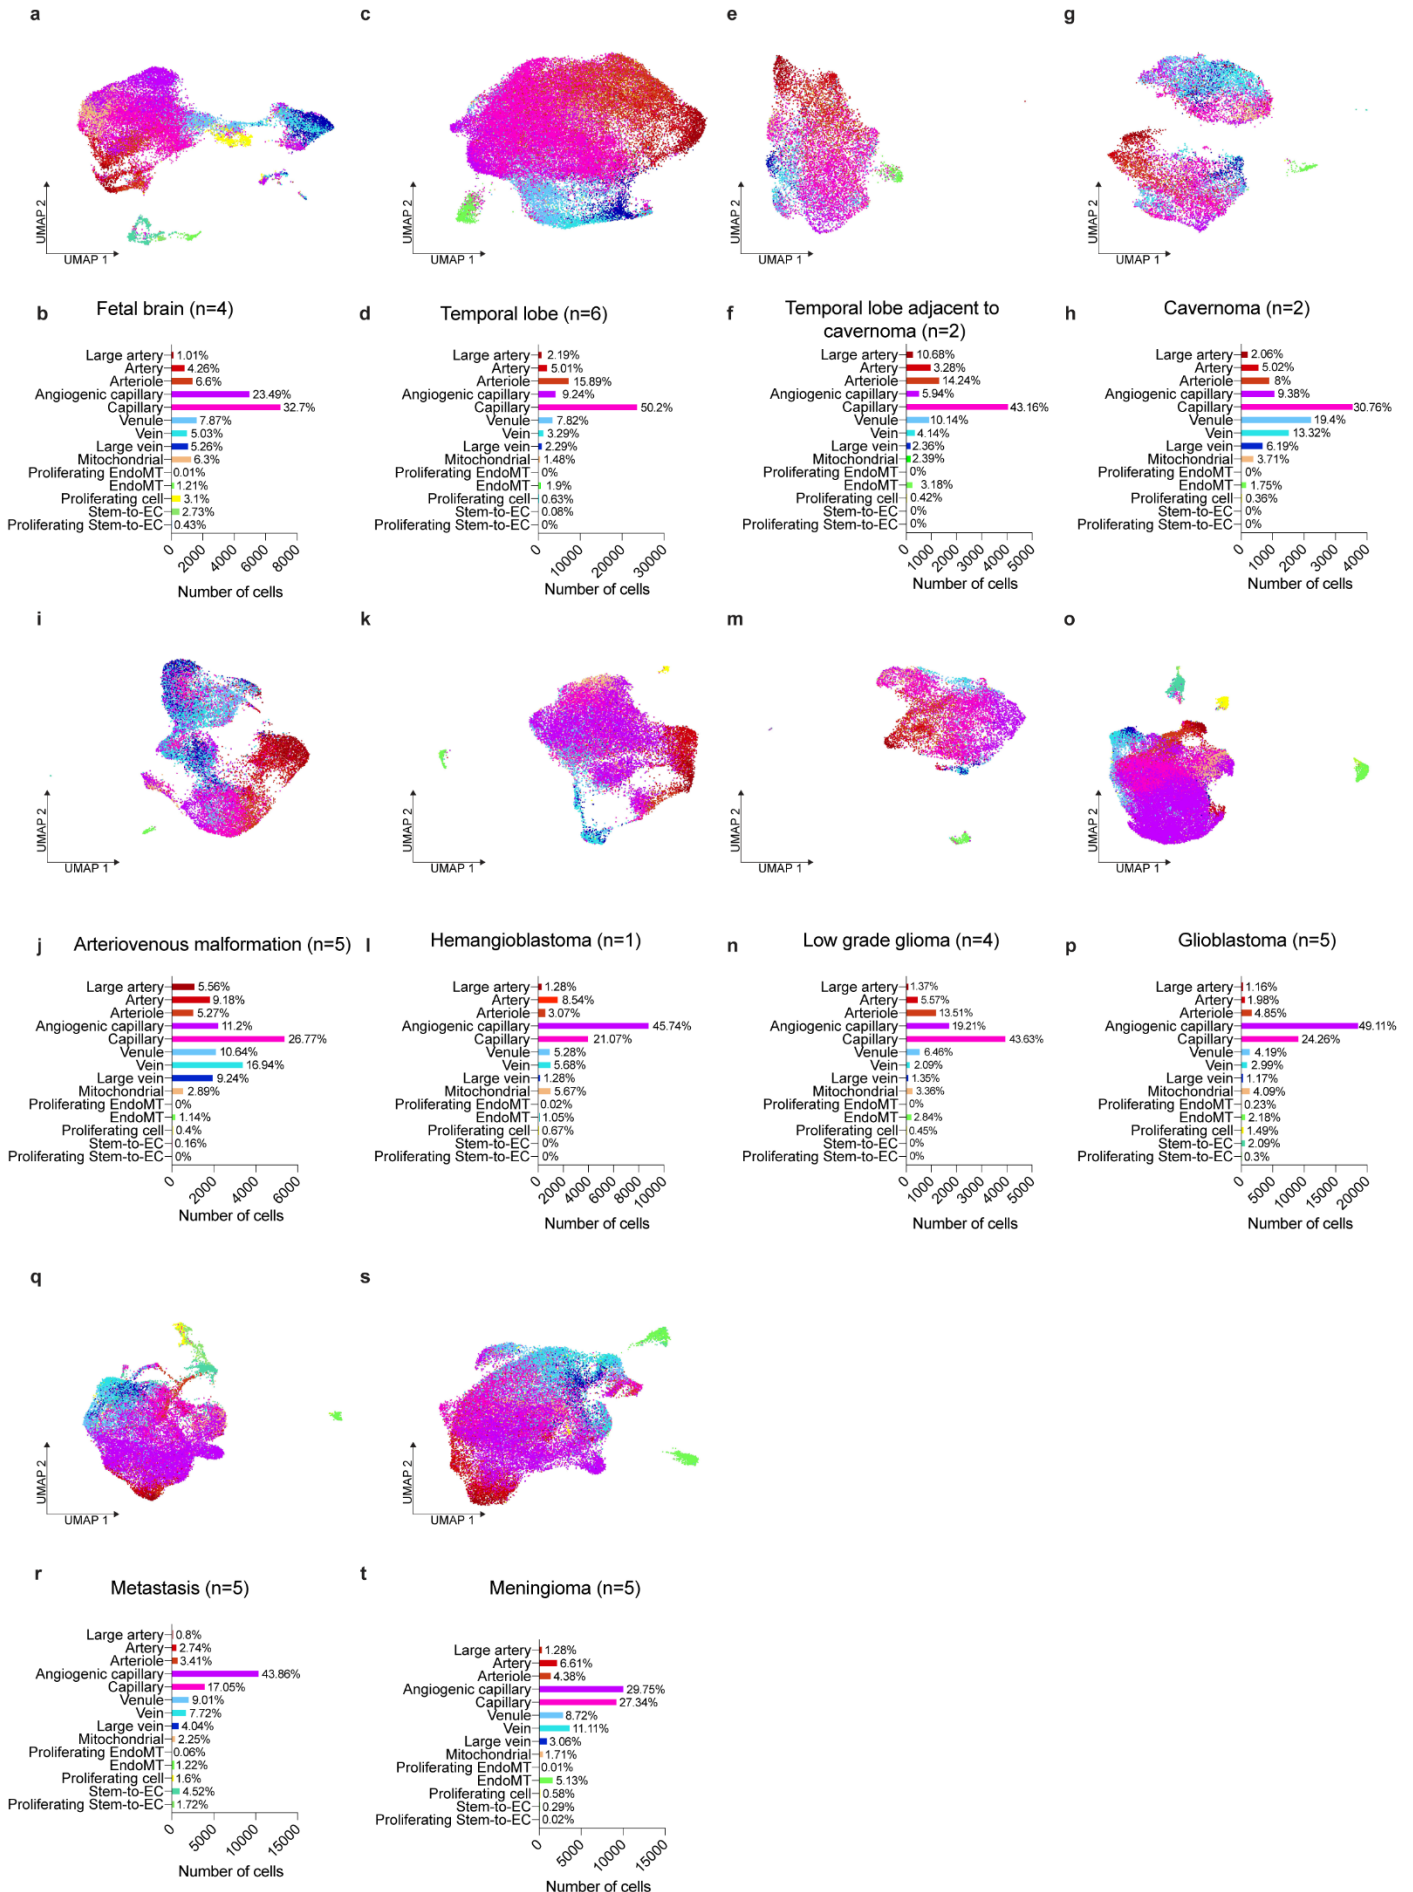 a
c
e
g
UMAP 2
UMAP 1
UMAP 2
UMAP 1
UMAP 2
UMAP 1
UMAP 2
UMAP 1
b
Fetal brain (n=4)
Large artery 1.01%
Artery 4.26%
Arteriole 6.6%
Angiogenic capillary 23.49%
Capillary 32.7%
Venule 7.87%
Vein 5.03%
Large vein 5.26%
Mitochondrial 6.3%
Proliferating EndoMT 0.01%
EndoMT 1.21%
Proliferating cell 3.1%
Stem-to-EC 2.73%
Proliferating Stem-to-EC 0.43%
0 2000 4000 6000 8000
Number of cells
d
Temporal lobe (n=6)
Large artery 2.19%
Artery 5.01%
Arteriole 15.89%
Angiogenic capillary 9.24%
Capillary 50.2%
Venule 7.82%
Vein 3.29%
Large vein 2.29%
Mitochondrial 1.48%
Proliferating EndoMT 0%
EndoMT 1.9%
Proliferating cell 0.63%
Stem-to-EC 0.08%
Proliferating Stem-to-EC 0%
0 10000 20000 30000
Number of cells
f
Temporal lobe adjacent to
cavernoma (n=2)
Large artery 10.68%
Artery 3.28%
Arteriole 14.24%
Angiogenic capillary 5.94%
Capillary 43.16%
Venule 10.14%
Vein 4.14%
Large vein 2.36%
Mitochondrial 2.39%
Proliferating EndoMT 0%
EndoMT 3.18%
Proliferating cell 0.42%
Stem-to-EC 0%
Proliferating Stem-to-EC 0%
0 1000 2000 3000 4000 5000
Number of cells
h
Cavernoma (n=2)
Large artery 2.06%
Artery 5.02%
Arteriole 8%
Angiogenic capillary 9.38%
Capillary 30.76%
Venule 19.4%
Vein 13.32%
Large vein 6.19%
Mitochondrial 3.71%
Proliferating EndoMT 0%
EndoMT 1.75%
Proliferating cell 0.36%
Stem-to-EC 0%
Proliferating Stem-to-EC 0%
0 1000 2000 3000 4000
Number of cells
i
k
m
o
UMAP 2
UMAP 1
UMAP 2
UMAP 1
UMAP 2
UMAP 1
UMAP 2
UMAP 1
j
Arteriovenous malformation (n=5)
Large artery 5.56%
Artery 9.18%
Arteriole 5.27%
Angiogenic capillary 11.2%
Capillary 26.77%
Venule 10.64%
Vein 16.94%
Large vein 9.24%
Mitochondrial 2.89%
Proliferating EndoMT 0%
EndoMT 1.14%
Proliferating cell 0.4%
Stem-to-EC 0.16%
Proliferating Stem-to-EC 0%
0 2000 4000 6000
Number of cells
l
Hemangioblastoma (n=1)
Large artery 1.28%
Artery 8.54%
Arteriole 3.07%
Angiogenic capillary 45.74%
Capillary 21.07%
Venule 5.28%
Vein 5.68%
Large vein 1.28%
Mitochondrial 5.67%
Proliferating EndoMT 0.02%
EndoMT 1.05%
Proliferating cell 0.67%
Stem-to-EC 0%
Proliferating Stem-to-EC 0%
0 2000 4000 6000 8000 10000
Number of cells
n
Low grade glioma (n=4)
Large artery 1.37%
Artery 5.57%
Arteriole 13.51%
Angiogenic capillary 19.21%
Capillary 43.63%
Venule 6.46%
Vein 2.09%
Large vein 1.35%
Mitochondrial 3.36%
Proliferating EndoMT 0%
EndoMT 2.84%
Proliferating cell 0.45%
Stem-to-EC 0%
Proliferating Stem-to-EC 0%
0 1000 2000 3000 4000 5000
Number of cells
p
Glioblastoma (n=5)
Large artery 1.16%
Artery 1.98%
Arteriole 4.85%
Angiogenic capillary 49.11%
Capillary 24.26%
Venule 4.19%
Vein 2.99%
Large vein 1.17%
Mitochondrial 4.09%
Proliferating EndoMT 0.23%
EndoMT 2.18%
Proliferating cell 1.49%
Stem-to-EC 2.09%
Proliferating Stem-to-EC 0.3%
0 5000 10000 15000 20000
Number of cells
q
s
UMAP 2
UMAP 1
UMAP 2
UMAP 1
r
Metastasis (n=5)
Large artery 0.8%
Artery 2.74%
Arteriole 3.41%
Angiogenic capillary 43.86%
Capillary 17.05%
Venule 9.01%
Vein 7.72%
Large vein 4.04%
Mitochondrial 2.25%
Proliferating EndoMT 0.06%
EndoMT 1.22%
Proliferating cell 1.6%
Stem-to-EC 4.52%
Proliferating Stem-to-EC 1.72%
0 5000 10000 15000
Number of cells
t
Meningioma (n=5)
Large artery 1.28%
Artery 6.61%
Arteriole 4.38%
Angiogenic capillary 29.75%
Capillary 27.34%
Venule 8.72%
Vein 11.11%
Large vein 3.06%
Mitochondrial 1.71%
Proliferating EndoMT 0.01%
EndoMT 5.13%
Proliferating cell 0.58%
Stem-to-EC 0.29%
Proliferating Stem-to-EC 0.02%
0 5000 10000 15000
Number of cells